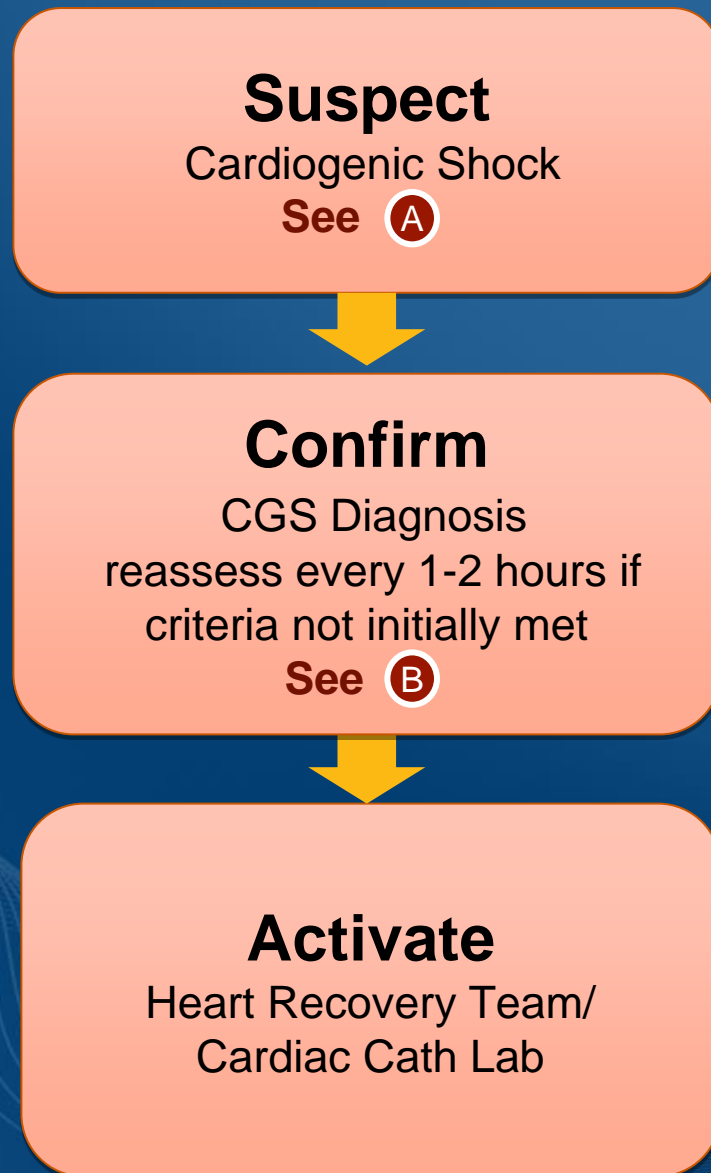 Suspect
Cardiogenic Shock
See A
Confirm
CGS Diagnosis
reassess every 1-2 hours if
criteria not initially met
See B
Activate
Heart Recovery Team/
Cardiac Cath Lab